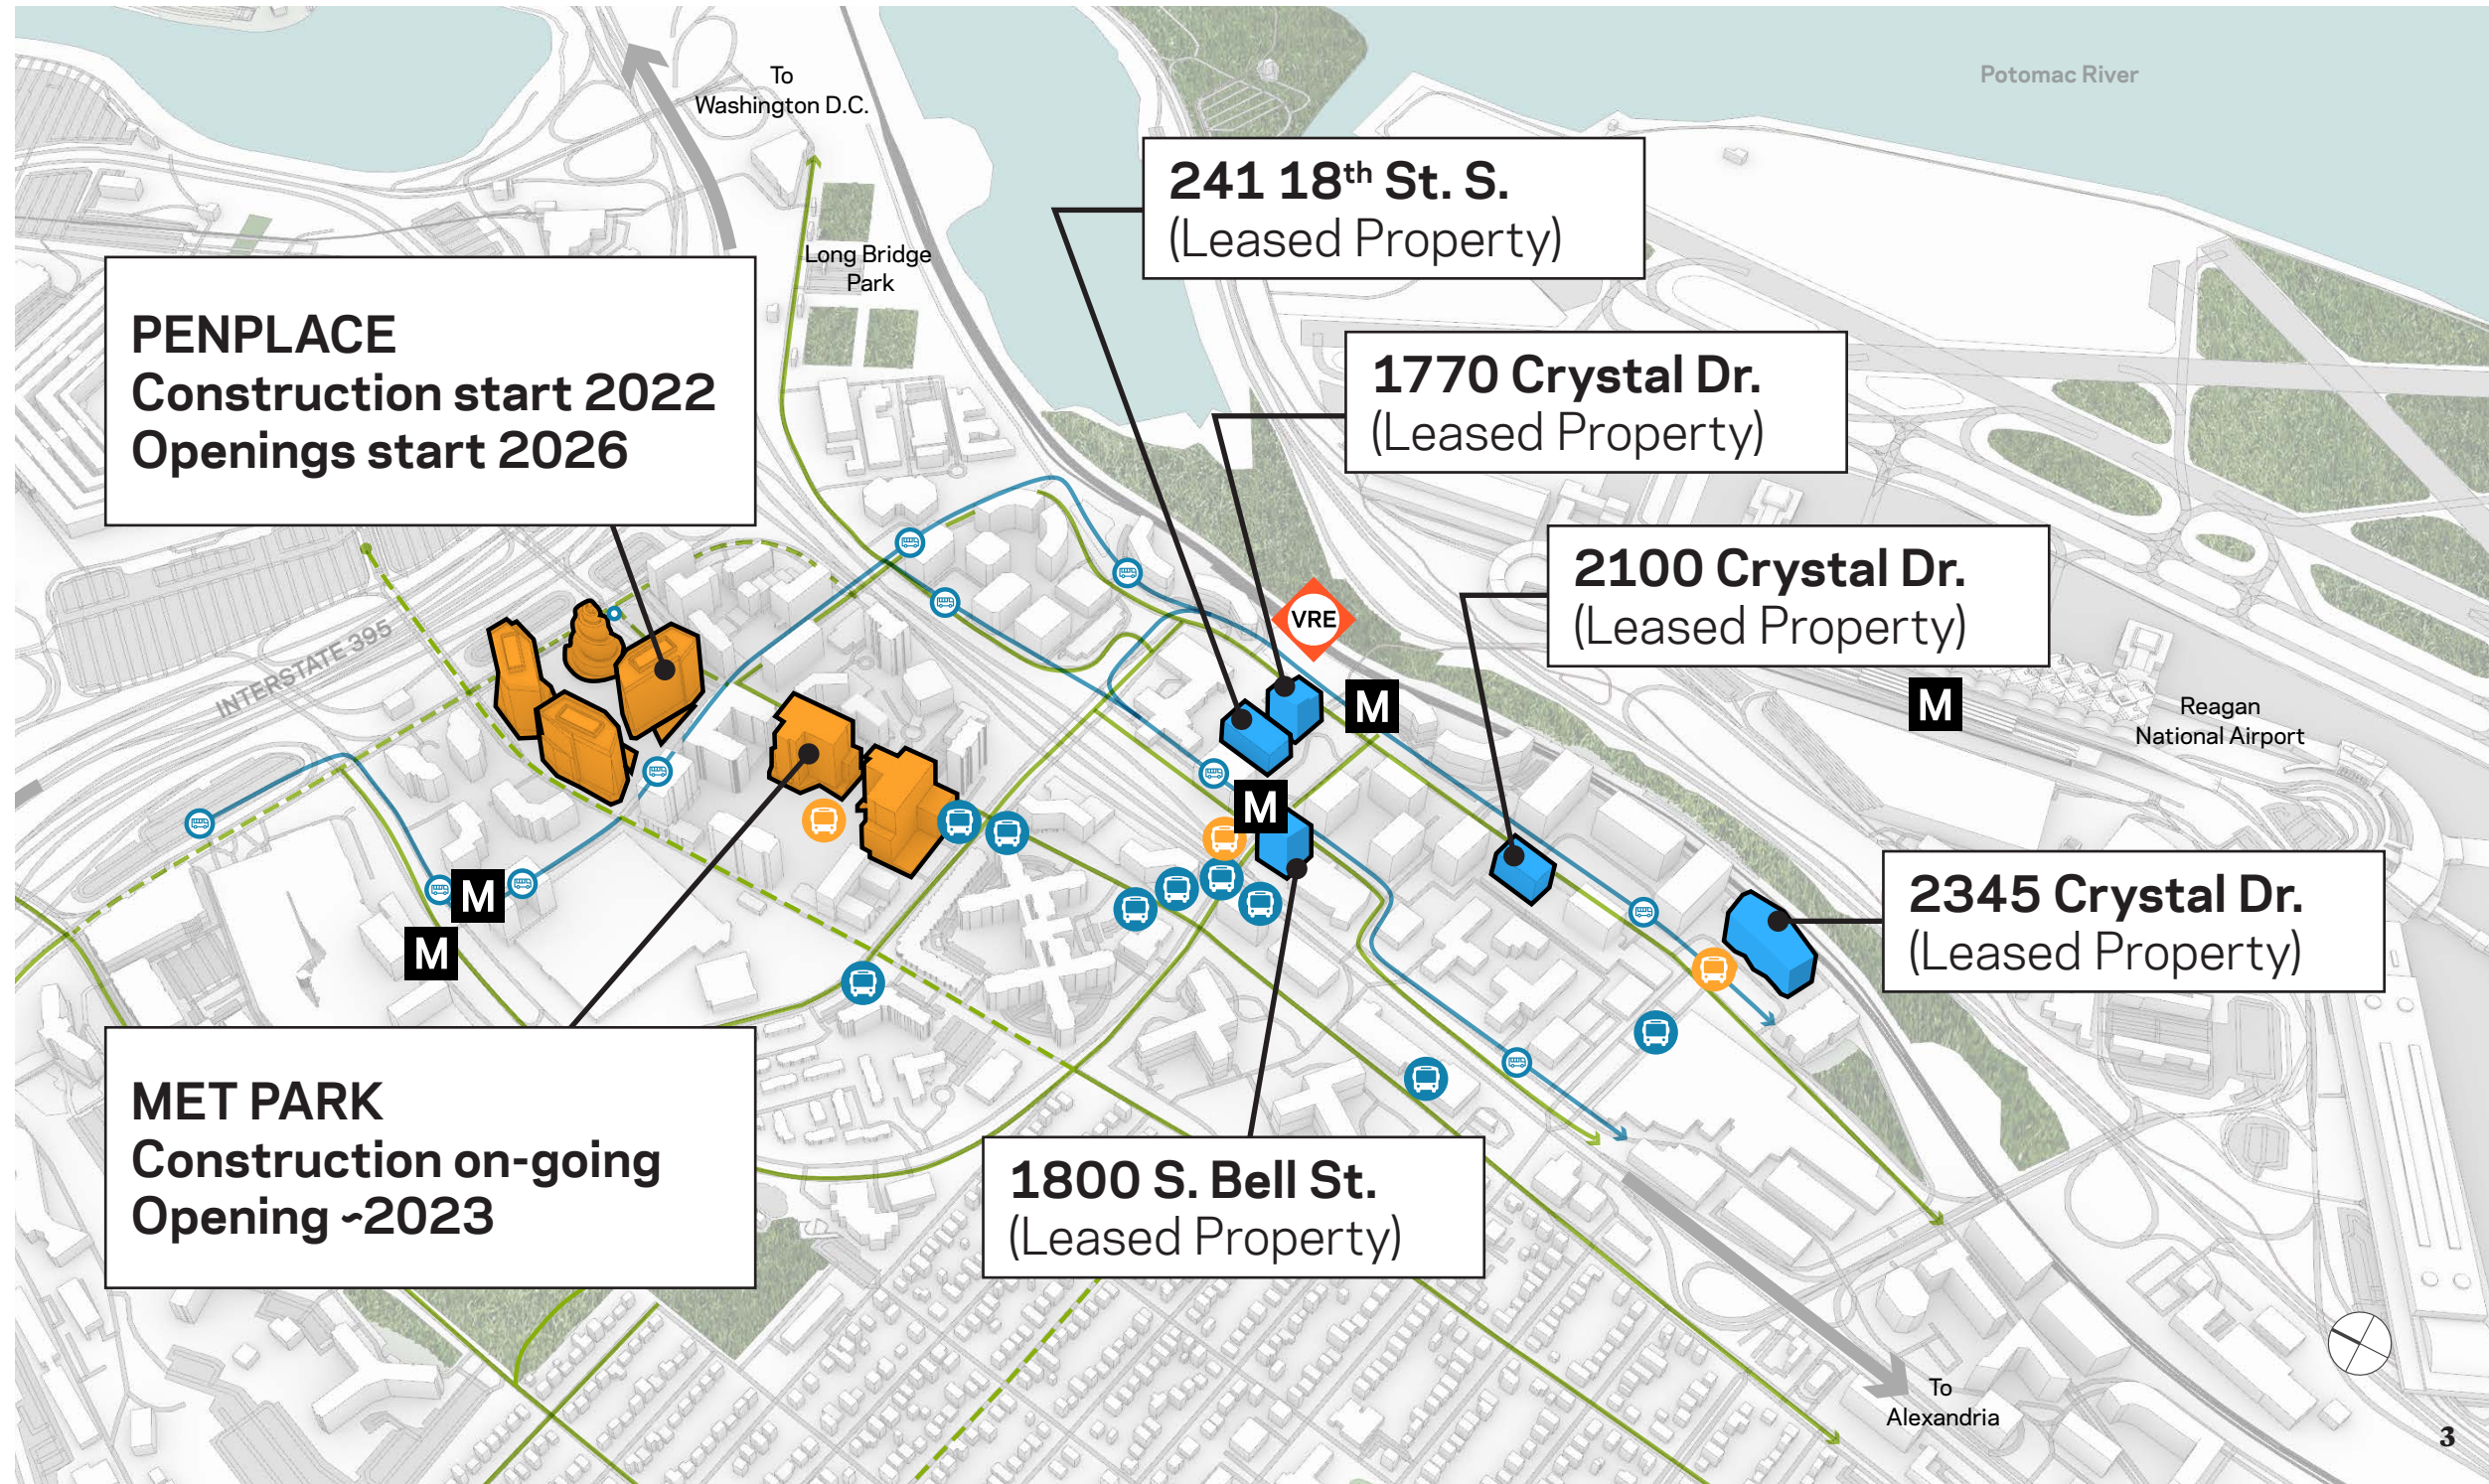 Potomac River
To
Washington D.C.
241 18th St. S.
(Leased Property)
Long Bridge
Park
PENPLACE
Construction start 2022
Openings start 2026
1770 Crystal Dr.
(Leased Property)
2100 Crystal Dr.
(Leased Property)
VRE
INTERSTATE 395
M
M
Reagan
National Airport
M
M
M
2345 Crystal Dr.
(Leased Property)
MET PARK
Construction on-going
Opening ~2023
1800 S. Bell St.
(Leased Property)
To
Alexandria
3